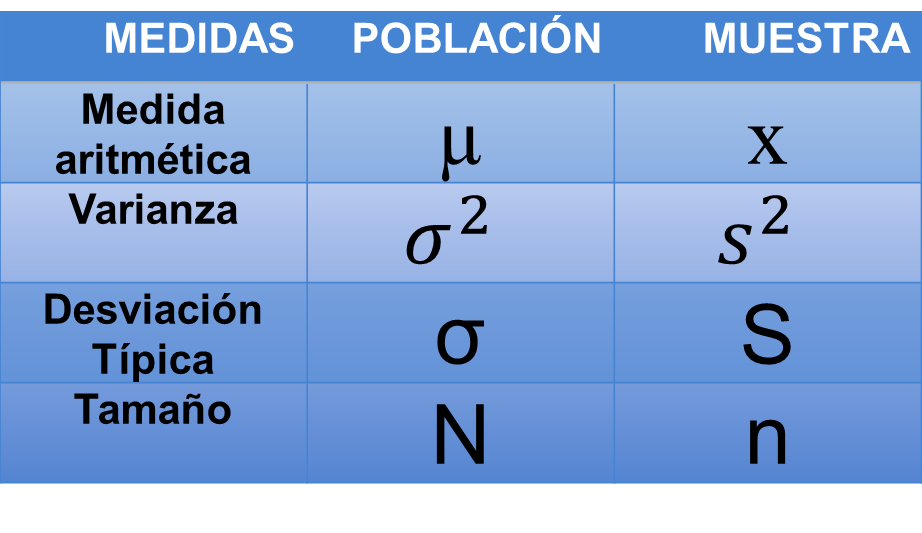 MEDIDAS POBLACIÓN MUESTRA
Medida
aritmética μ x
Varianza σ² s²
Desviación
Típica σ S
Tamaño N n